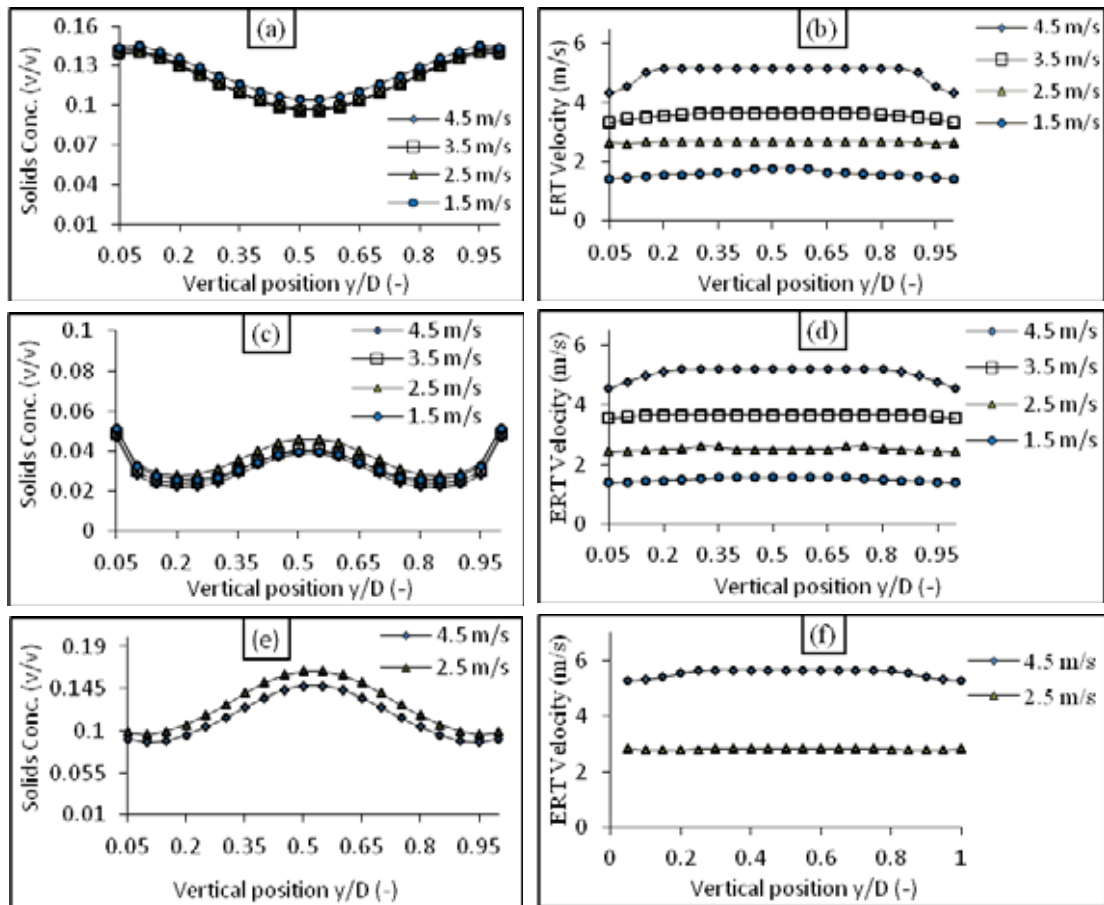 (a)
Solids Conc. (v/v)
0.16
0.13
0.1
0.07
0.04
0.01
4.5 m/s
3.5 m/s
2.5 m/s
1.5 m/s
0.05 0.2 0.35 0.5 0.65 0.8 0.95
Vertical position y/D (-)
(b)
ERT Velocity (m/s)
6
4
2
0
4.5 m/s
3.5 m/s
2.5 m/s
1.5 m/s
0.05 0.2 0.35 0.5 0.65 0.8 0.95
Vertical position y/D (-)
(c)
Solids Conc. (v/v)
0.1
0.08
0.06
0.04
0.02
0
4.5 m/s
3.5 m/s
2.5 m/s
1.5 m/s
0.05 0.2 0.35 0.5 0.65 0.8 0.95
Vertical position y/D (-)
(d)
ERT Velocity (m/s)
6
4
2
0
4.5 m/s
3.5 m/s
2.5 m/s
1.5 m/s
0.05 0.2 0.35 0.5 0.65 0.8 0.95
Vertical position y/D (-)
(e)
Solids Conc. (v/v)
0.19
0.145
0.1
0.055
0.01
4.5 m/s
2.5 m/s
0.05 0.2 0.35 0.5 0.65 0.8 0.95
Vertical position y/D (-)
(f)
ERT Velocity (m/s)
6
4
2
0
4.5 m/s
2.5 m/s
0 0.2 0.4 0.6 0.8 1
Vertical position y/D (-)